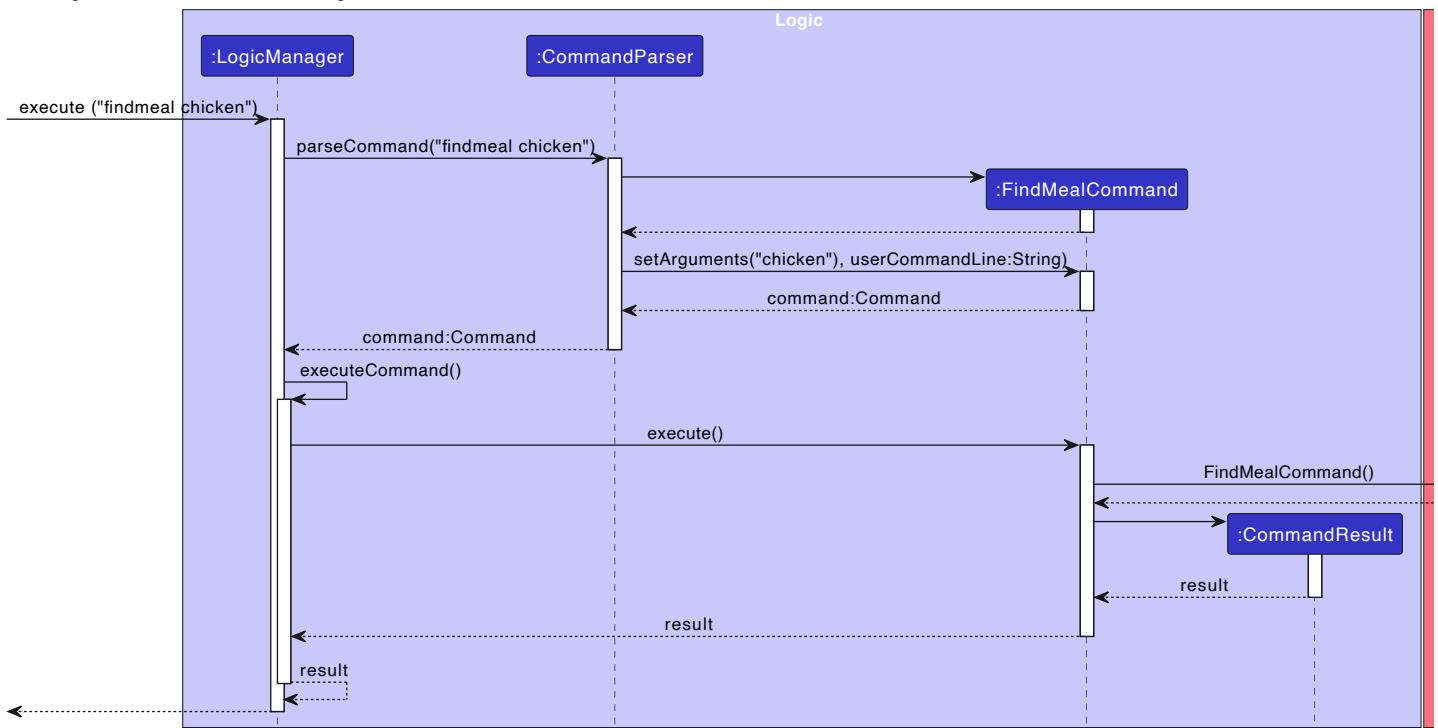 Logic
:LogicManager
:CommandParser
execute ("findmeal chicken")
parseCommand("findmeal chicken")
:FindMealCommand
setArguments("chicken"), userCommandLine:String)
command:Command
command:Command
executeCommand()
execute()
FindMealCommand()
:CommandResult
result
result
result